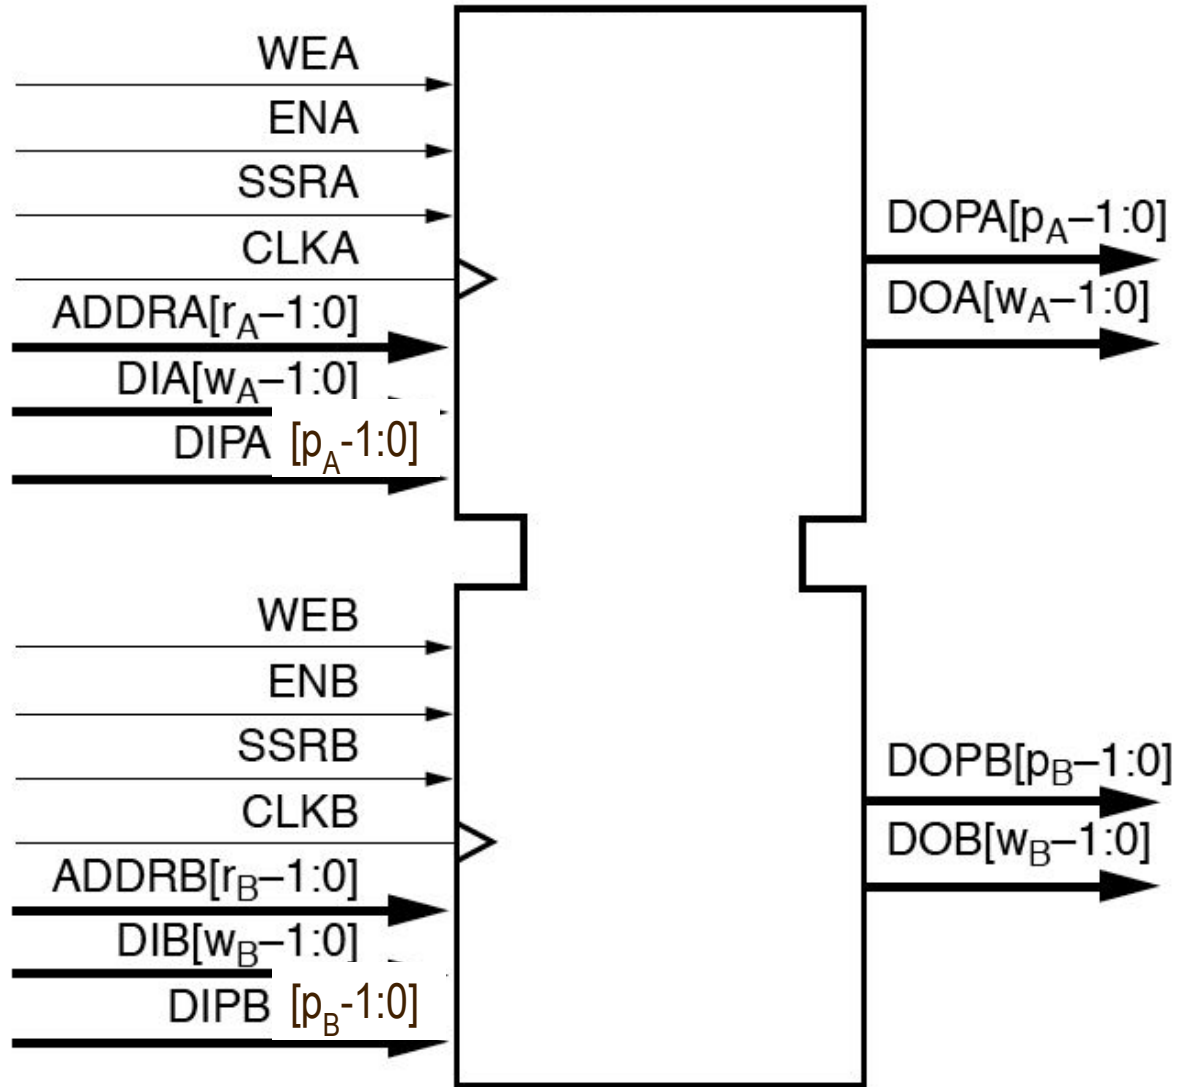 WEA
ENA
SSRA
CLKA
ADDRA[rA–1:0]
DIA[wA–1:0]
DIPA [pA-1:0]
DOPA[pA–1:0]
DOA[wA–1:0]
WEB
ENB
SSRB
CLKB
ADDRB[rB–1:0]
DIB[wB–1:0]
DIPB [pB-1:0]
DOPB[pB–1:0]
DOB[wB–1:0]